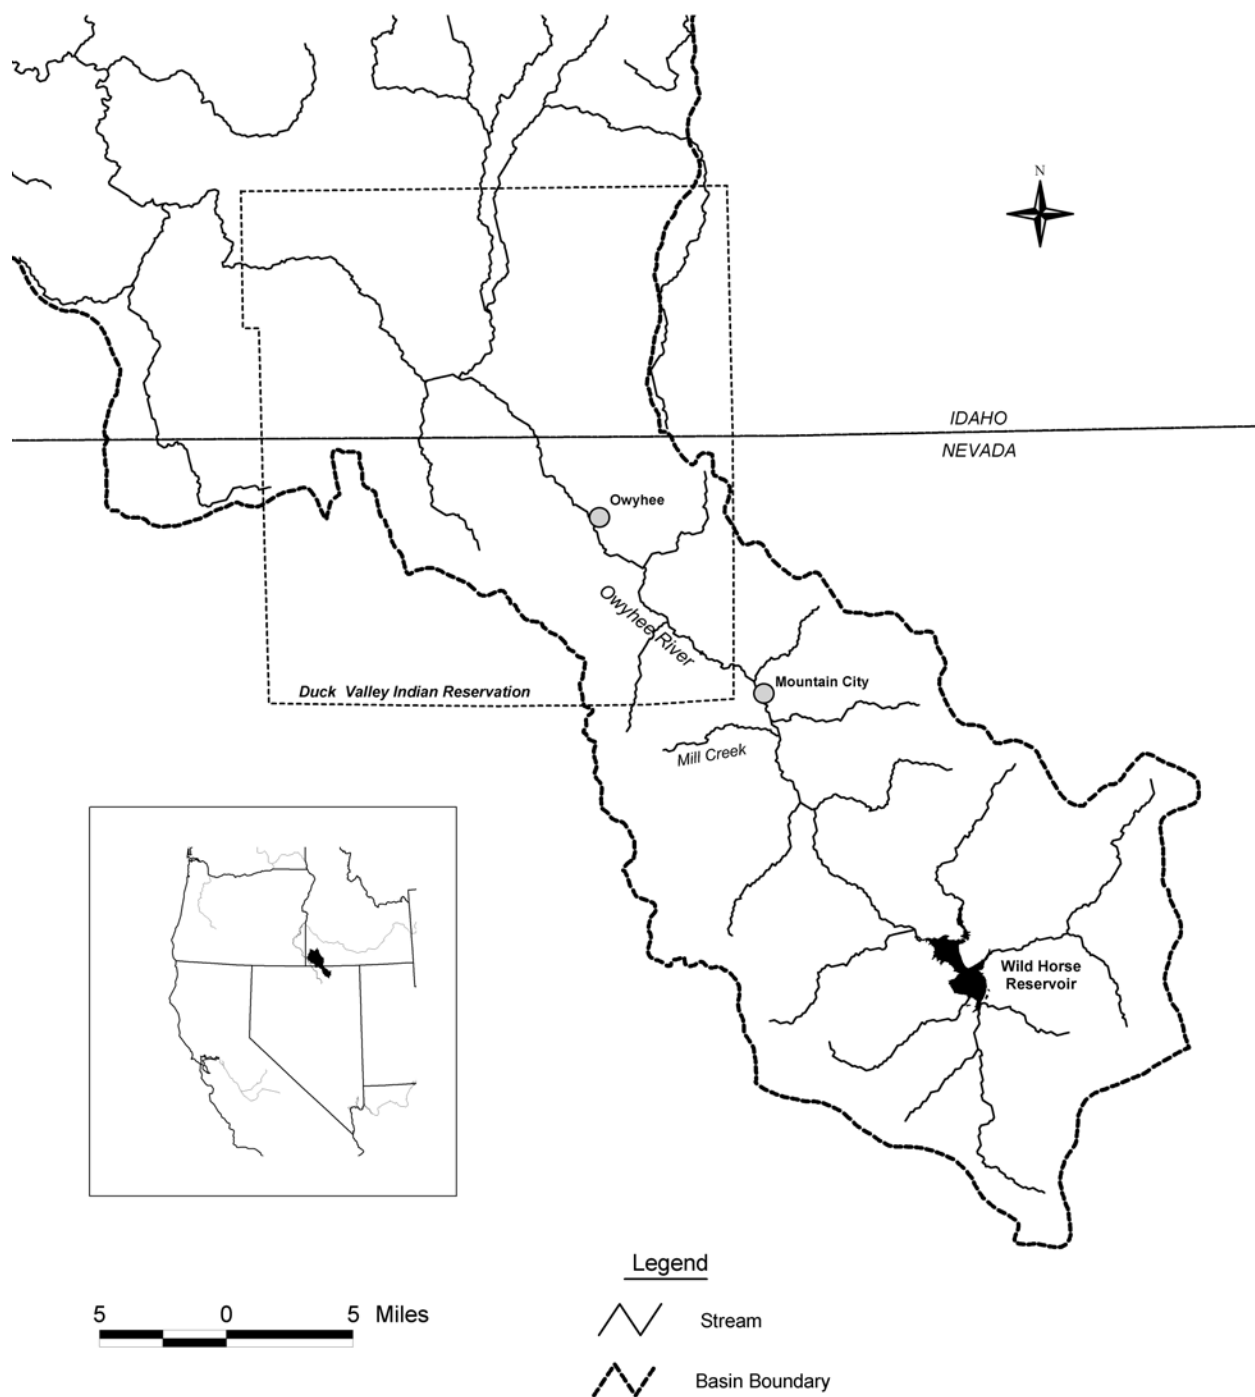 N
IDAHO
NEVADA
Owyhee
Owyhee River
Mountain City
Duck Valley Indian Reservation
Mill Creek
Wild Horse
Reservoir
Legend
5 0 5 Miles
Stream
Basin Boundary